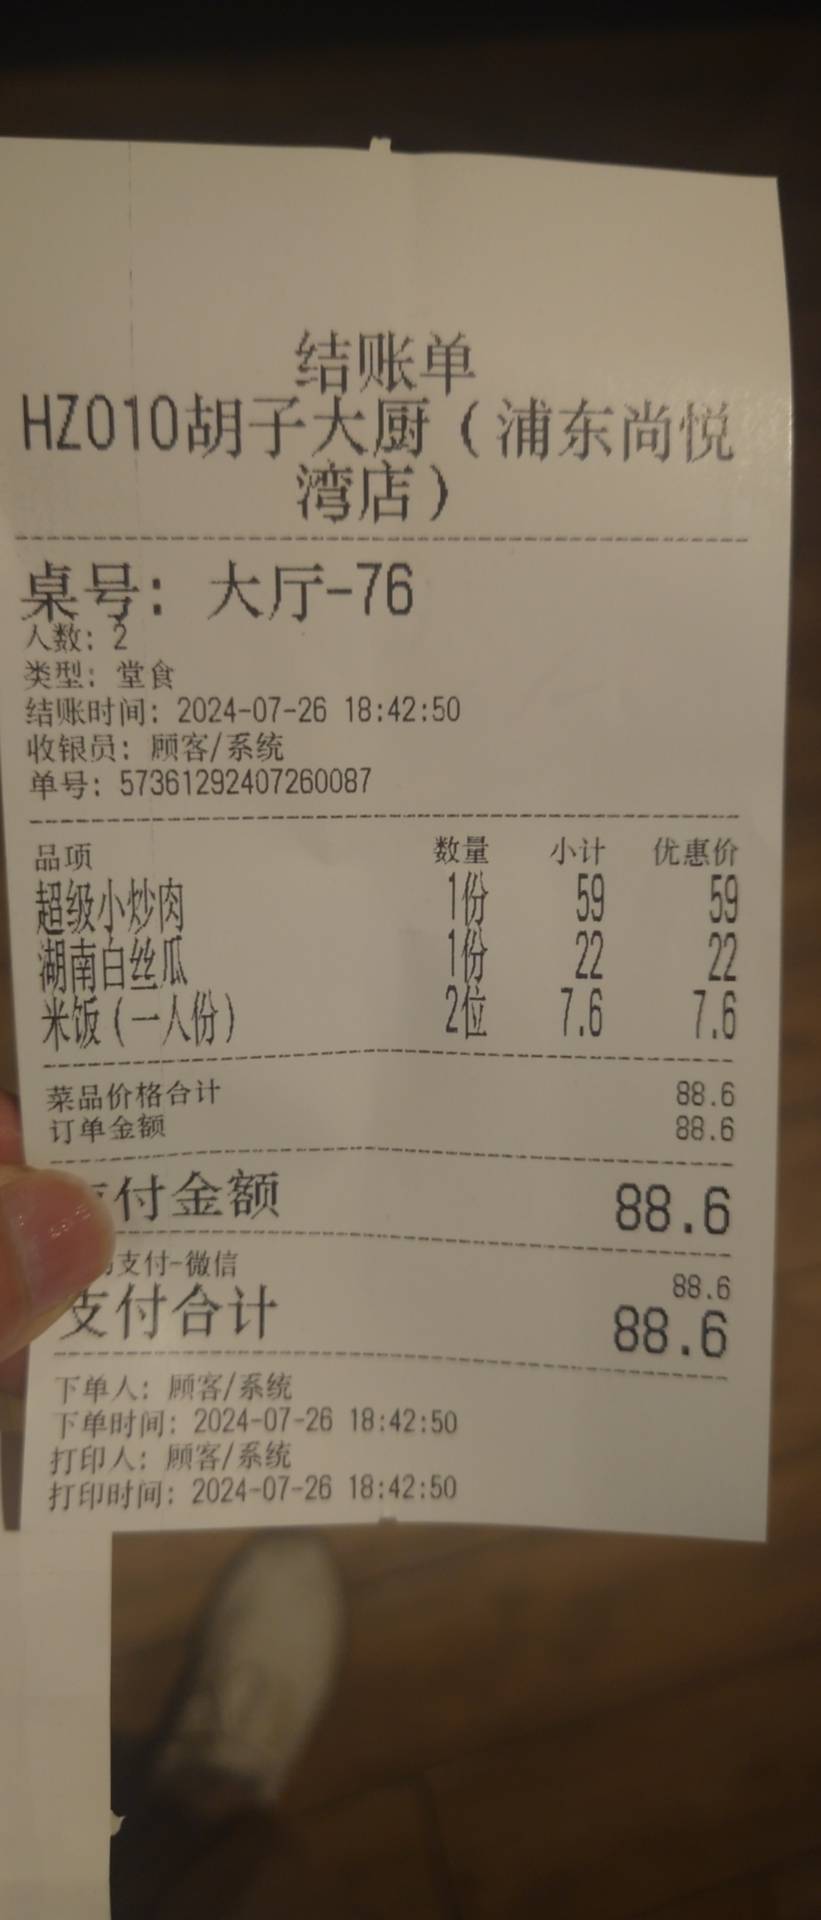 结账单
HZ010胡子大厨(浦东尚悦
湾店)
桌号: 大厅-76
人数: 2
类型: 堂食
结账时间: 2024-07-26 18:42:50
收银员: 顾客/系统
单号: 57361292407260087
品项 数量 小计 优惠价
超级小炒肉 1份 59 59
湖南白丝瓜 1份 22 22
米饭(一人份) 2位 7.6 7.6
菜品价格合计 88.6
订单金额 88.6
付金额 88.6
支付-微信 88.6
支付合计 88.6
下单人: 顾客/系统
下单时间: 2024-07-26 18:42:50
打印人: 顾客/系统
打印时间: 2024-07-26 18:42:50